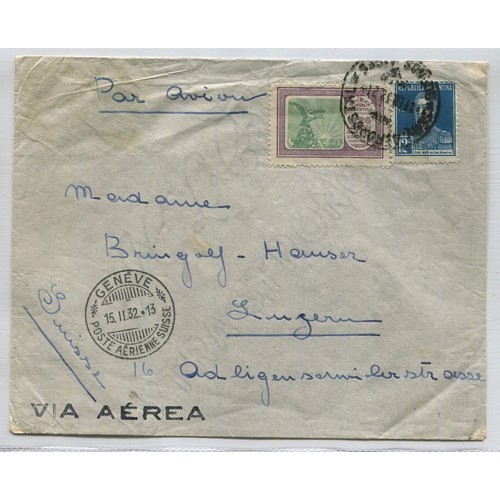 Par Avion
REPUBLICA ARGENTINA
12
Madame
Bringolf-Hauser
Luzern
16 Adligenswilerstrasse
Suisse
GENÈVE
15.II.32.•13
POSTE AÉRIENNE SUISSE
VIA AÉREA